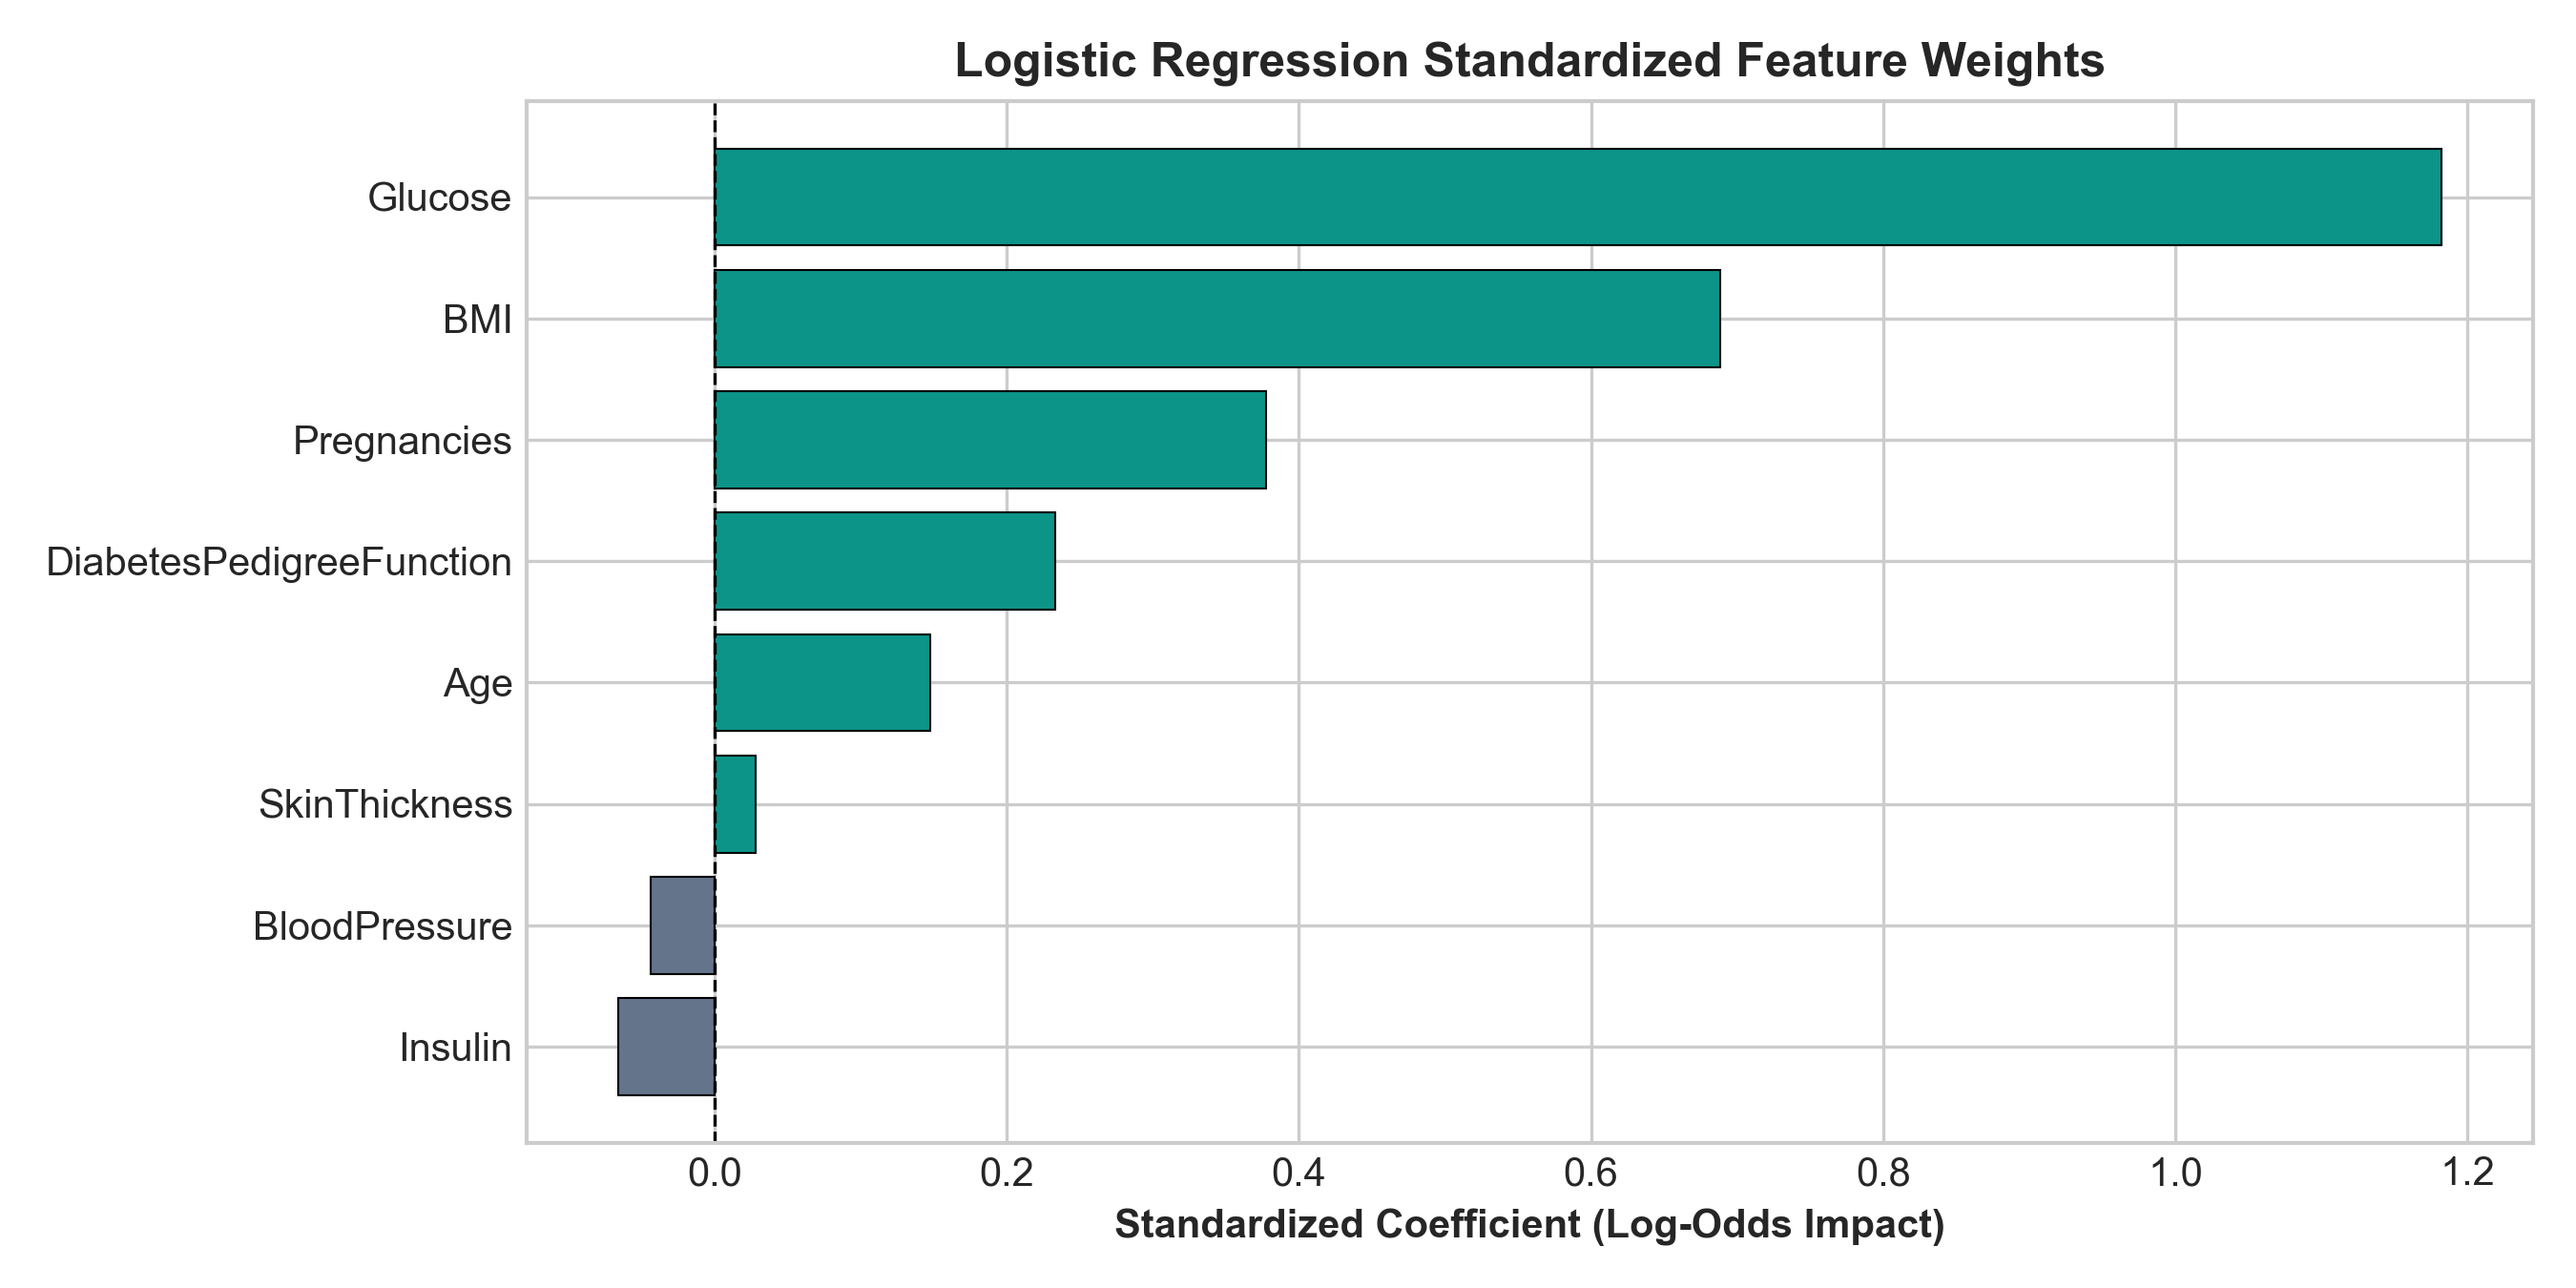 Logistic Regression Standardized Feature Weights
Glucose
BMI
Pregnancies
DiabetesPedigreeFunction
Age
SkinThickness
BloodPressure
Insulin
0.0 0.2 0.4 0.6 0.8 1.0 1.2
Standardized Coefficient (Log-Odds Impact)